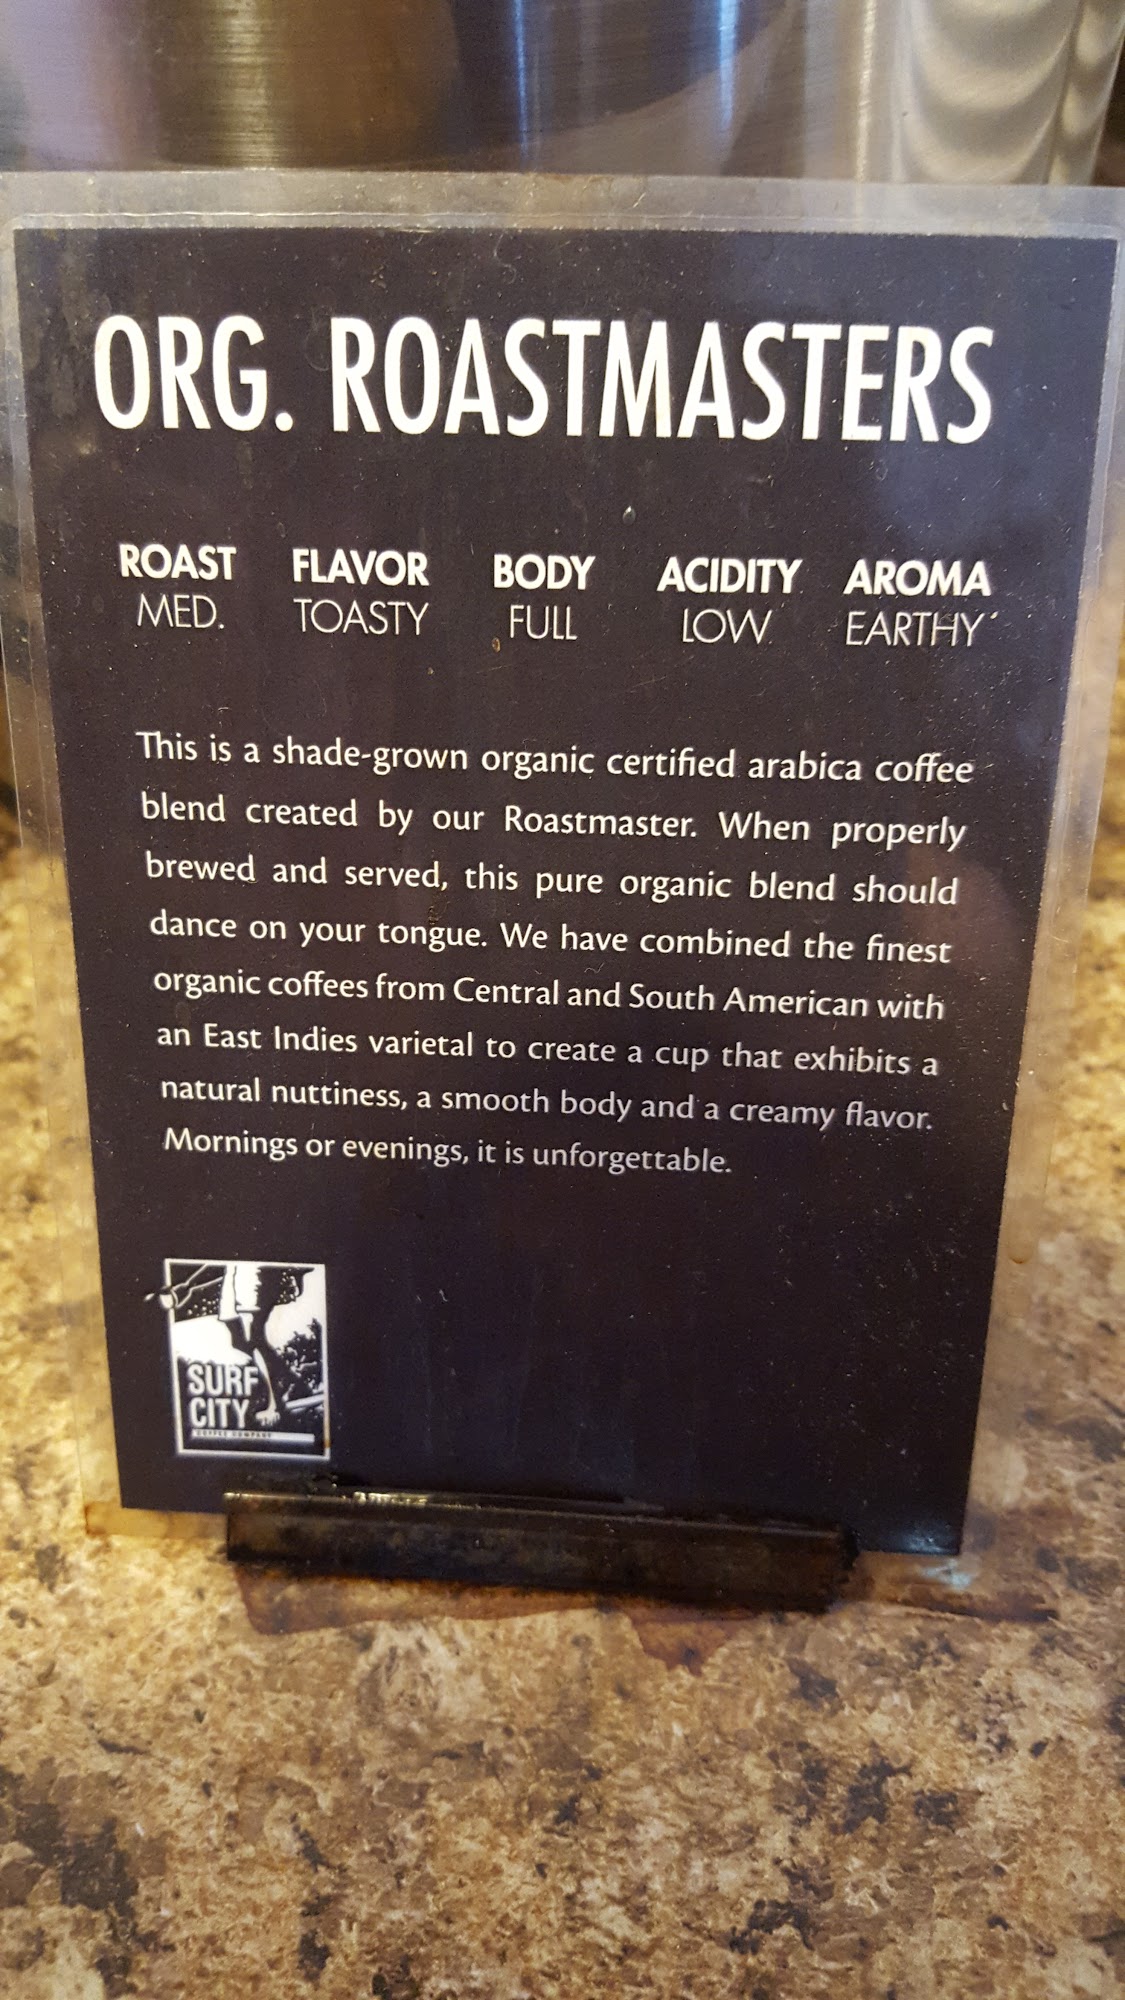 ORG. ROASTMASTERS
ROAST FLAVOR BODY ACIDITY AROMA
MED. TOASTY FULL LOW EARTHY
This is a shade-grown organic certified arabica coffee
blend created by our Roastmaster. When properly
brewed and served, this pure organic blend should
dance on your tongue. We have combined the finest
organic coffees from Central and South American with
an East Indies varietal to create a cup that exhibits a
natural nuttiness, a smooth body and a creamy flavor.
Mornings or evenings, it is unforgettable.
SURF
CITY
COFFEE COMPANY